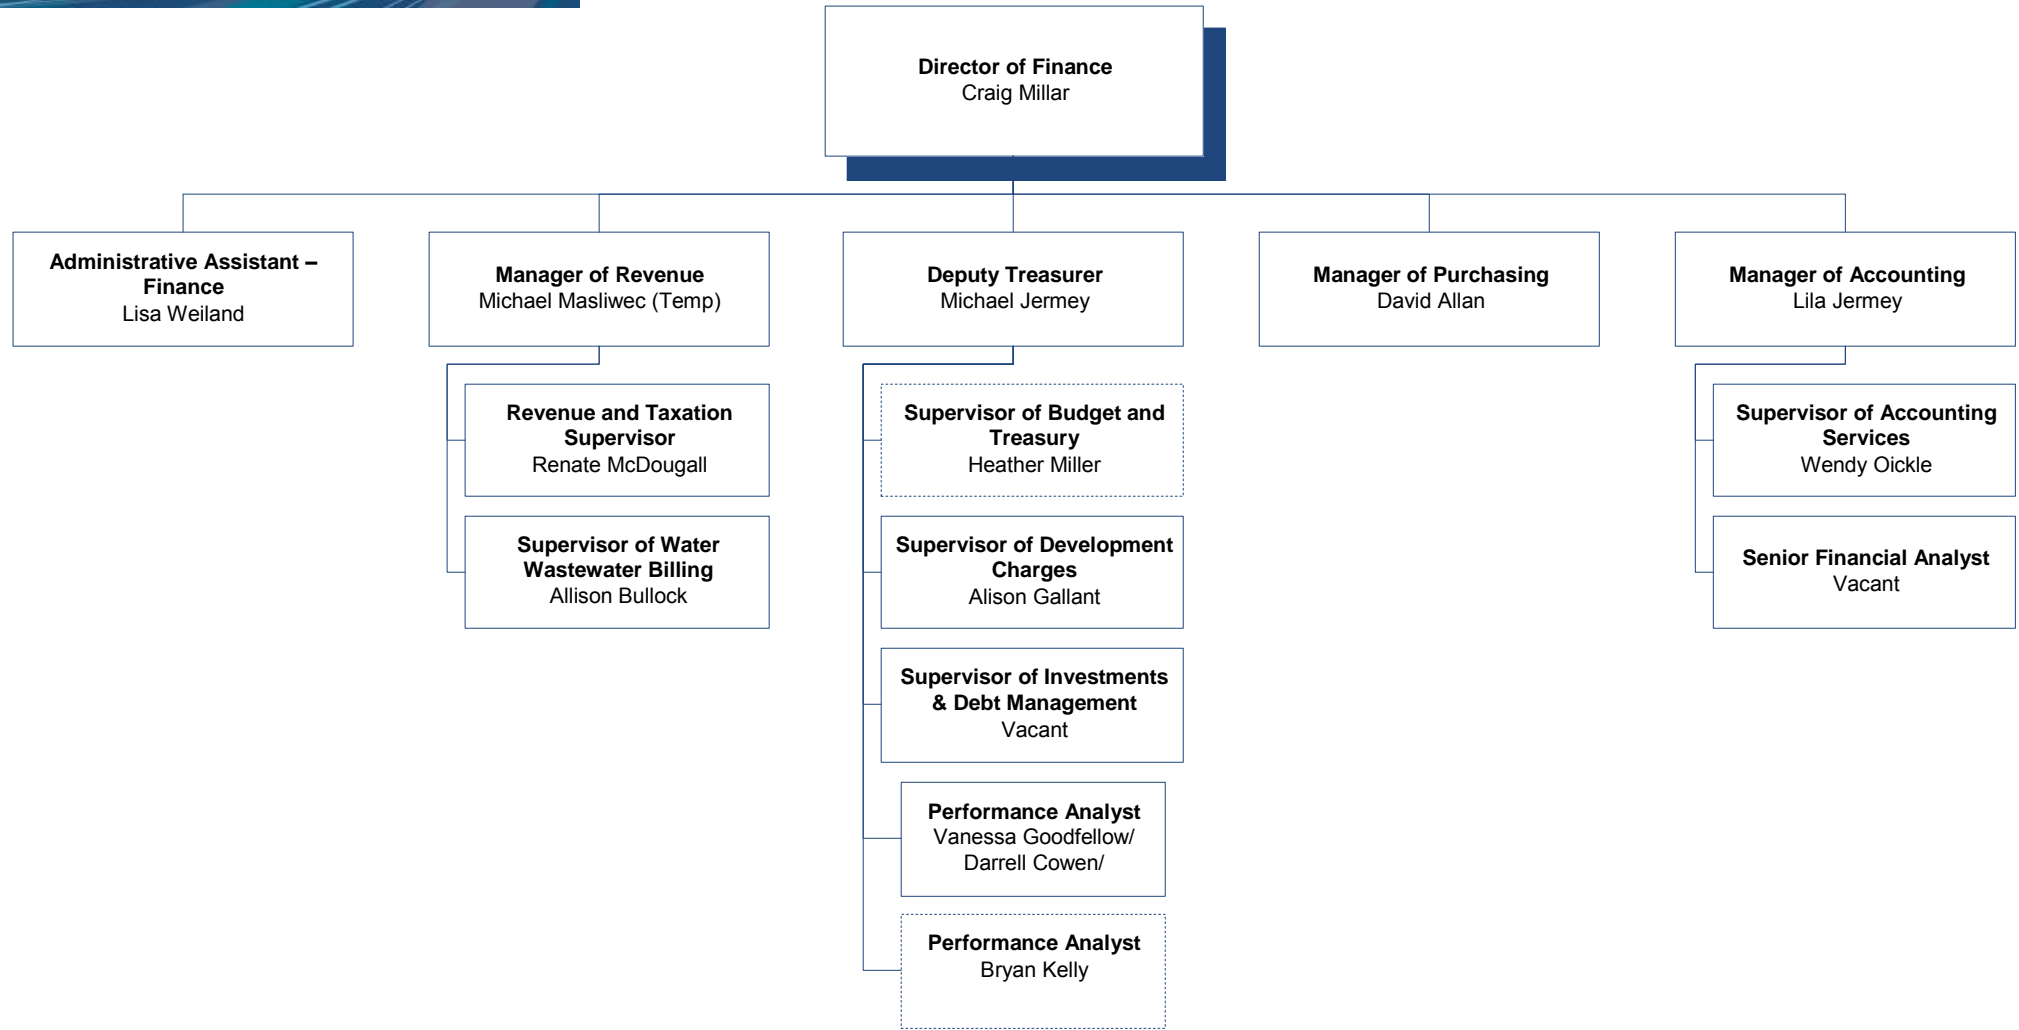 Director of Finance
Craig Millar
Administrative Assistant –
Finance
Lisa Weiland
Manager of Revenue
Michael Masliwec (Temp)
Deputy Treasurer
Michael Jermey
Manager of Purchasing
David Allan
Manager of Accounting
Lila Jermey
Revenue and Taxation
Supervisor
Renate McDougall
Supervisor of Water
Wastewater Billing
Allison Bullock
Supervisor of Budget and
Treasury
Heather Miller
Supervisor of Development
Charges
Alison Gallant
Supervisor of Investments
& Debt Management
Vacant
Performance Analyst
Vanessa Goodfellow/
Darrell Cowen/
Performance Analyst
Bryan Kelly
Supervisor of Accounting
Services
Wendy Oickle
Senior Financial Analyst
Vacant